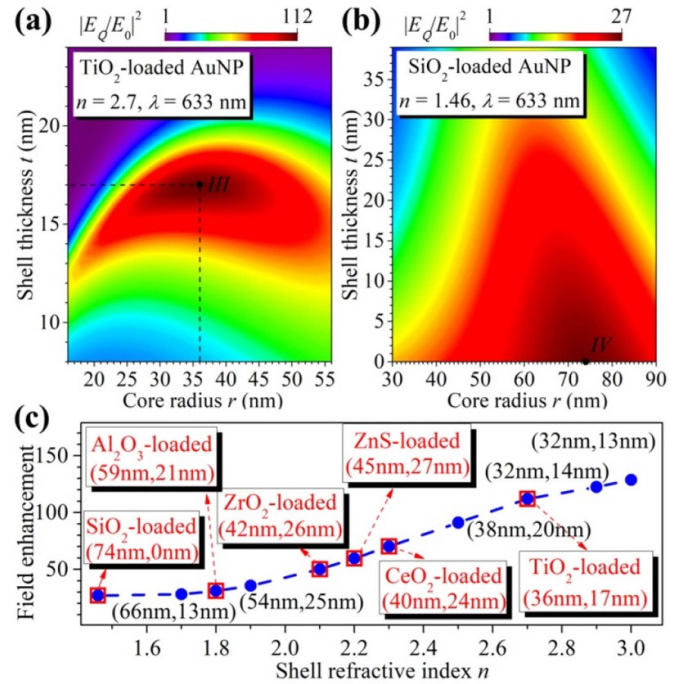 (a) |E_Q/E_0|² 1 112
TiO₂-loaded AuNP
n = 2.7, λ = 633 nm
Shell thickness t (nm)
20
15
10
III
20 25 30 35 40 45 50 55
Core radius r (nm)
(b) |E_Q/E_0|² 1 27
SiO₂-loaded AuNP
n = 1.46, λ = 633 nm
Shell thickness t (nm)
35
30
25
20
15
10
5
0
IV
30 40 50 60 70 80 90
Core radius r (nm)
(c)
Field enhancement
150
100
50
Al₂O₃-loaded
(59nm,21nm)
SiO₂-loaded
(74nm,0nm)
ZrO₂-loaded
(42nm,26nm)
ZnS-loaded
(45nm,27nm)
(32nm,13nm)
(32nm,14nm)
(38nm,20nm)
(66nm,13nm)
(54nm,25nm)
CeO₂-loaded
(40nm,24nm)
TiO₂-loaded
(36nm,17nm)
1.6 1.8 2.0 2.2 2.4 2.6 2.8 3.0
Shell refractive index n